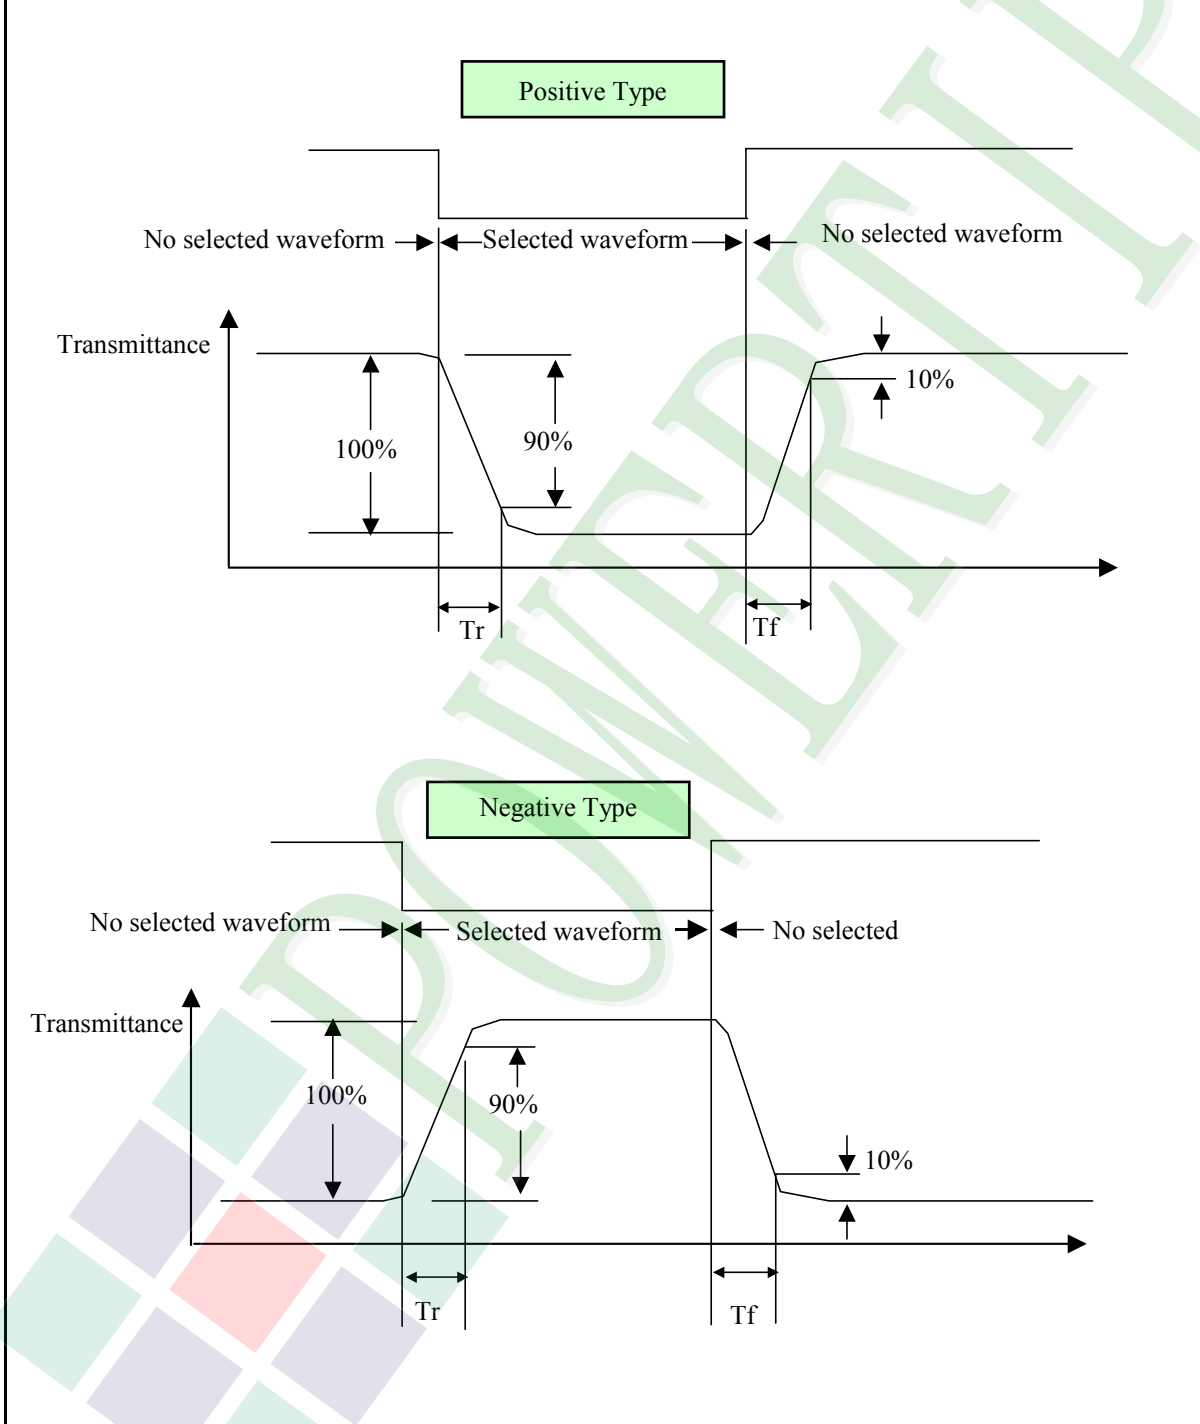 Positive Type
No selected waveform
Selected waveform
No selected waveform
Transmittance
10%
100%
90%
Tr
Tf
Negative Type
No selected waveform
Selected waveform
No selected
Transmittance
100%
90%
10%
Tr
Tf
POWERTIP